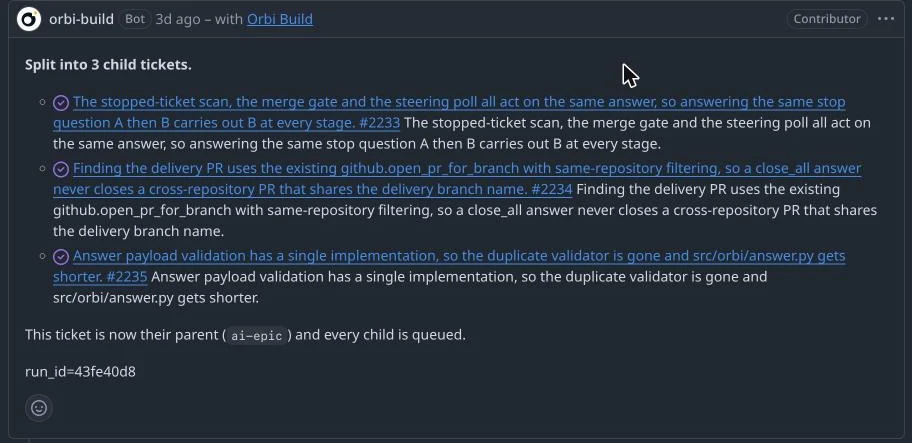 orbi-build Bot 3d ago – with Orbi Build Contributor
Split into 3 child tickets.
The stopped-ticket scan, the merge gate and the steering poll all act on the same answer, so answering the same stop
question A then B carries out B at every stage. #2233 The stopped-ticket scan, the merge gate and the steering poll all act on
the same answer, so answering the same stop question A then B carries out B at every stage.
Finding the delivery PR uses the existing github.open_pr_for_branch with same-repository filtering, so a close_all answer
never closes a cross-repository PR that shares the delivery branch name. #2234 Finding the delivery PR uses the existing
github.open_pr_for_branch with same-repository filtering, so a close_all answer never closes a cross-repository PR that shares
the delivery branch name.
Answer payload validation has a single implementation, so the duplicate validator is gone and src/orbi/answer.py gets
shorter. #2235 Answer payload validation has a single implementation, so the duplicate validator is gone and
src/orbi/answer.py gets shorter.
This ticket is now their parent (ai-epic) and every child is queued.
run_id=43fe40d8